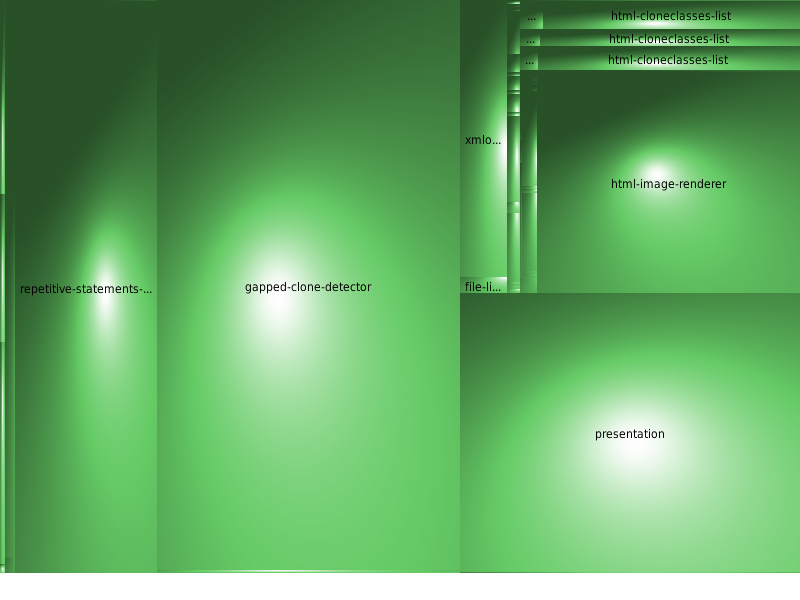 ... html-cloneclasses-list
... html-cloneclasses-list
... html-cloneclasses-list
xmlo...
html-image-renderer
repetitive-statements-...
gapped-clone-detector
file-li...
presentation